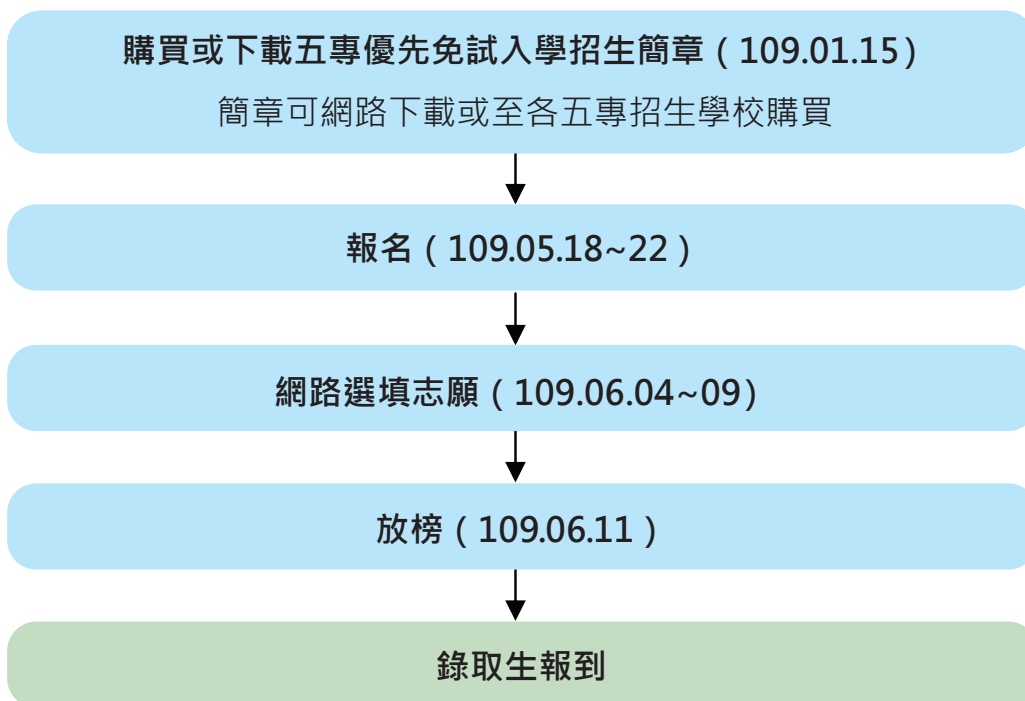 購買或下載五專優先免試入學招生簡章（109.01.15）
簡章可網路下載或至各五專招生學校購買
報名（109.05.18~22）
網路選填志願（109.06.04~09）
放榜（109.06.11）
錄取生報到